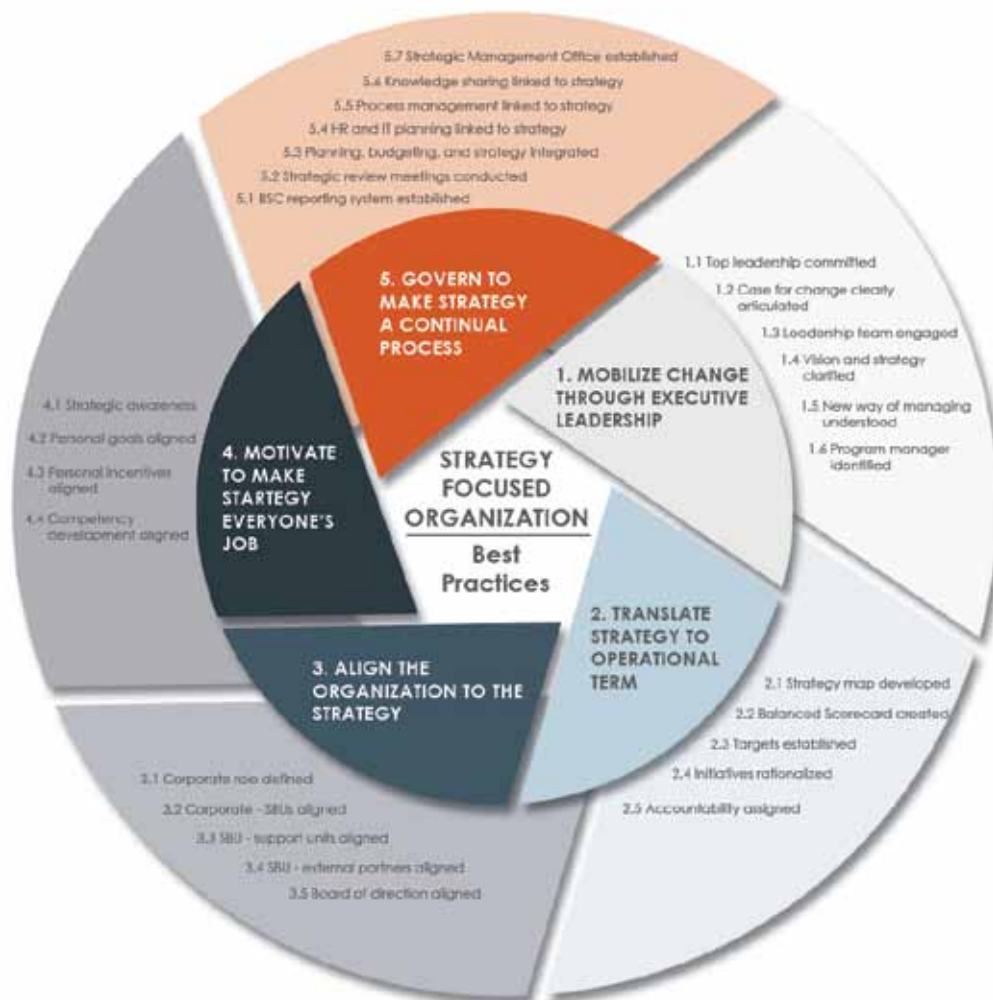 STRATEGY
FOCUSED
ORGANIZATION
Best
Practices
1. MOBILIZE CHANGE
THROUGH EXECUTIVE
LEADERSHIP
1.1 Top leadership committed
1.2 Case for change clearly
articulated
1.3 Leadership team engaged
1.4 Vision and strategy
clarified
1.5 New way of managing
understood
1.6 Program manager
identified
2. TRANSLATE
STRATEGY TO
OPERATIONAL
TERM
2.1 Strategy map developed
2.2 Balanced Scorecard created
2.3 Targets established
2.4 Initiatives rationalized
2.5 Accountability assigned
3. ALIGN THE
ORGANIZATION TO THE
STRATEGY
3.1 Corporate role defined
3.2 Corporate - SBUs aligned
3.3 SBU - support units aligned
3.4 SBU - external partners aligned
3.5 Board of direction aligned
4. MOTIVATE
TO MAKE
STARTEGY
EVERYONE'S
JOB
4.1 Strategic awareness
4.2 Personal goals aligned
4.3 Personal Incentives
aligned
4.4 Competency
development aligned
5. GOVERN TO
MAKE STRATEGY
A CONTINUAL
PROCESS
5.7 Strategic Management Office established
5.6 Knowledge sharing linked to strategy
5.5 Process management linked to strategy
5.4 HR and IT planning linked to strategy
5.3 Planning, budgeting, and strategy integrated
5.2 Strategic review meetings conducted
5.1 BSC reporting system established